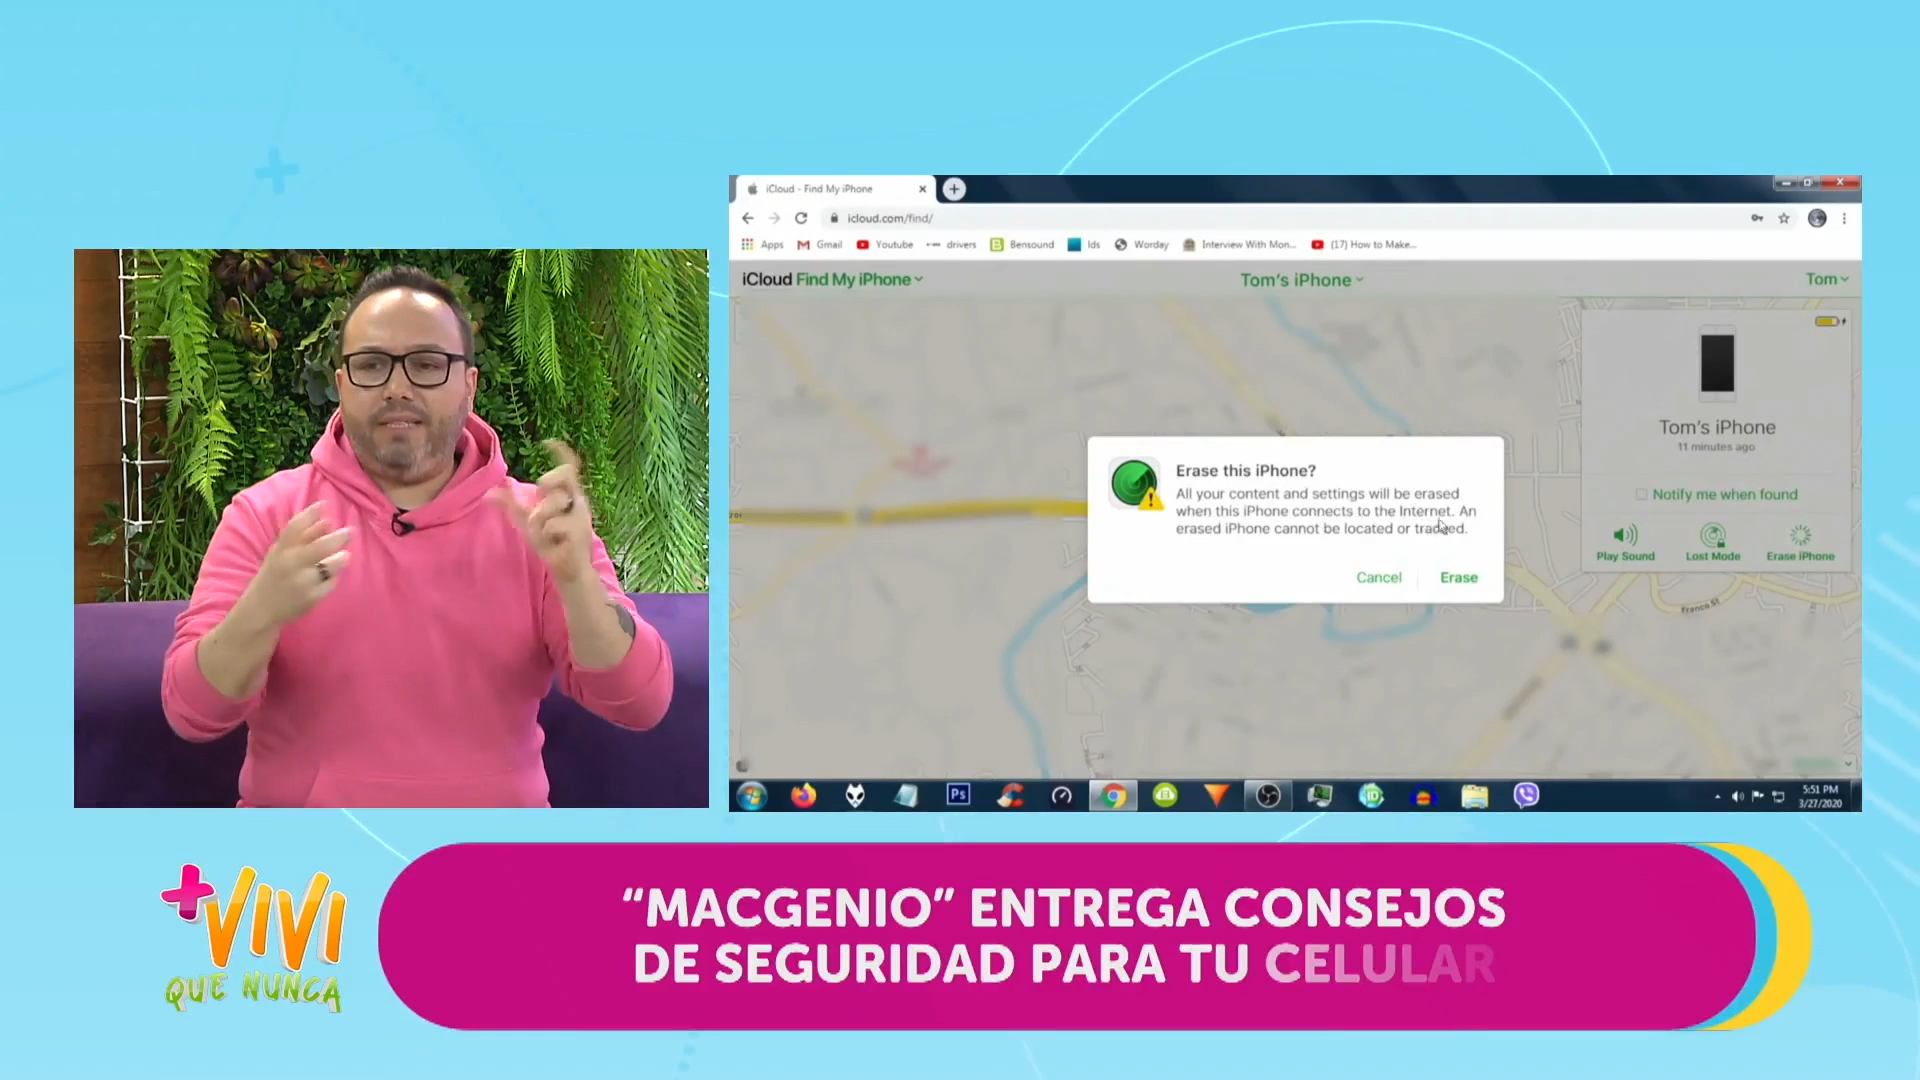 iCloud - Find My iPhone
icloud.com/find/
Apps Gmail Youtube drivers Bensound Ids Worday Interview With Mon... (17) How to Make...
iCloud Find My iPhone
Tom's iPhone
Tom
Tom's iPhone
11 minutes ago
Notify me when found
Play Sound Lost Mode Erase iPhone
Erase this iPhone?
All your content and settings will be erased
when this iPhone connects to the Internet. An
erased iPhone cannot be located or tracked.
Cancel Erase
Franco St
Ps
iD
5:51 PM
3/27/2020
+VIVI
QUE NUNCA
“MACGENIO” ENTREGA CONSEJOS
DE SEGURIDAD PARA TU CELULAR